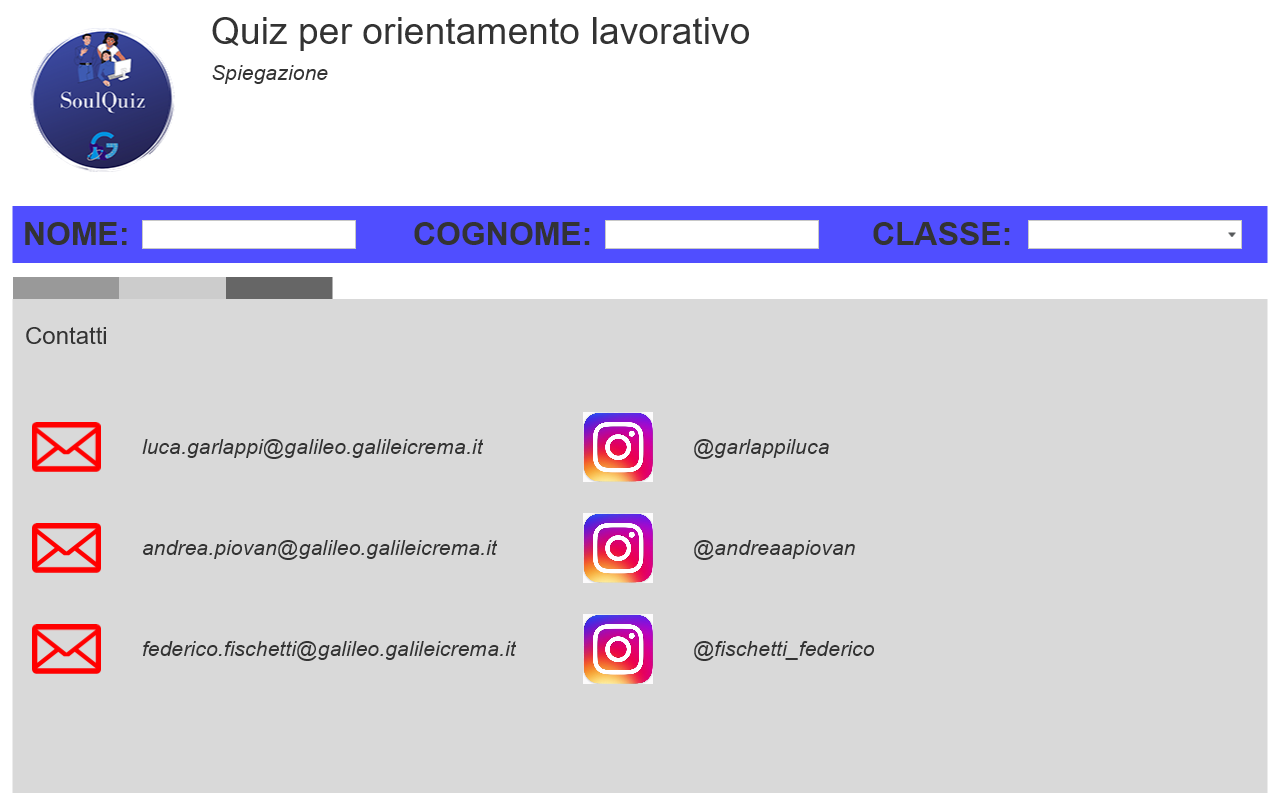 Quiz per orientamento lavorativo
Spiegazione
SoulQuiz
G
NOME: COGNOME: CLASSE:
Contatti
luca.garlappi@galileo.galileicrema.it @garlappiluca
andrea.piovan@galileo.galileicrema.it @andreaapiovan
federico.fischetti@galileo.galileicrema.it @fischetti_federico